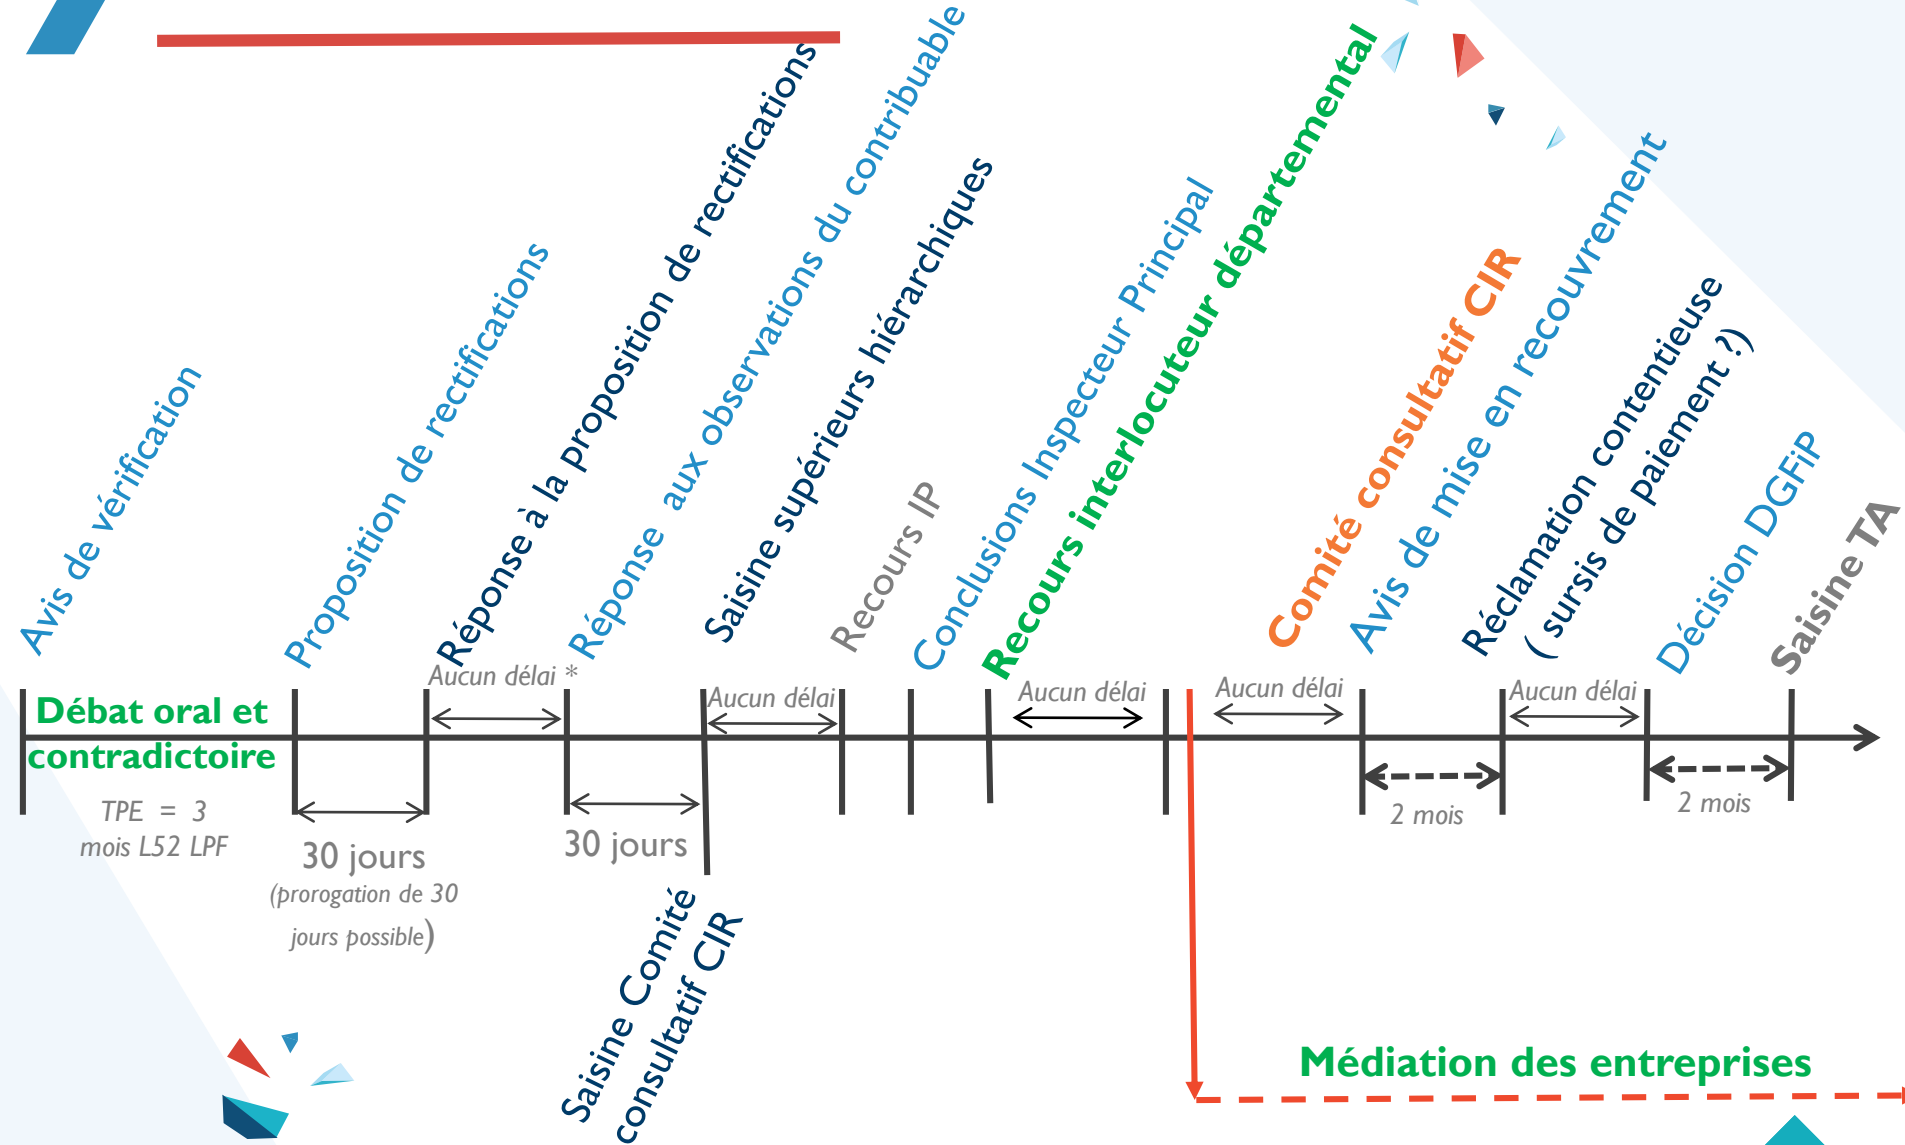 Avis de vérification
Proposition de rectifications
Réponse à la proposition de rectifications
Réponse aux observations du contribuable
Saisine supérieurs hiérarchiques
Recours IP
Conclusions Inspecteur Principal
Recours interlocuteur départemental
Comité consultatif CIR
Avis de mise en recouvrement
Réclamation contentieuse
( sursis de paiement ?)
Décision DGFiP
Saisine TA
Aucun délai *
Aucun délai
Aucun délai
Aucun délai
Aucun délai
Débat oral et
contradictoire
TPE = 3
mois L52 LPF
30 jours
(prorogation de 30
jours possible)
30 jours
2 mois
2 mois
Saisine Comité
consultatif CIR
Médiation des entreprises